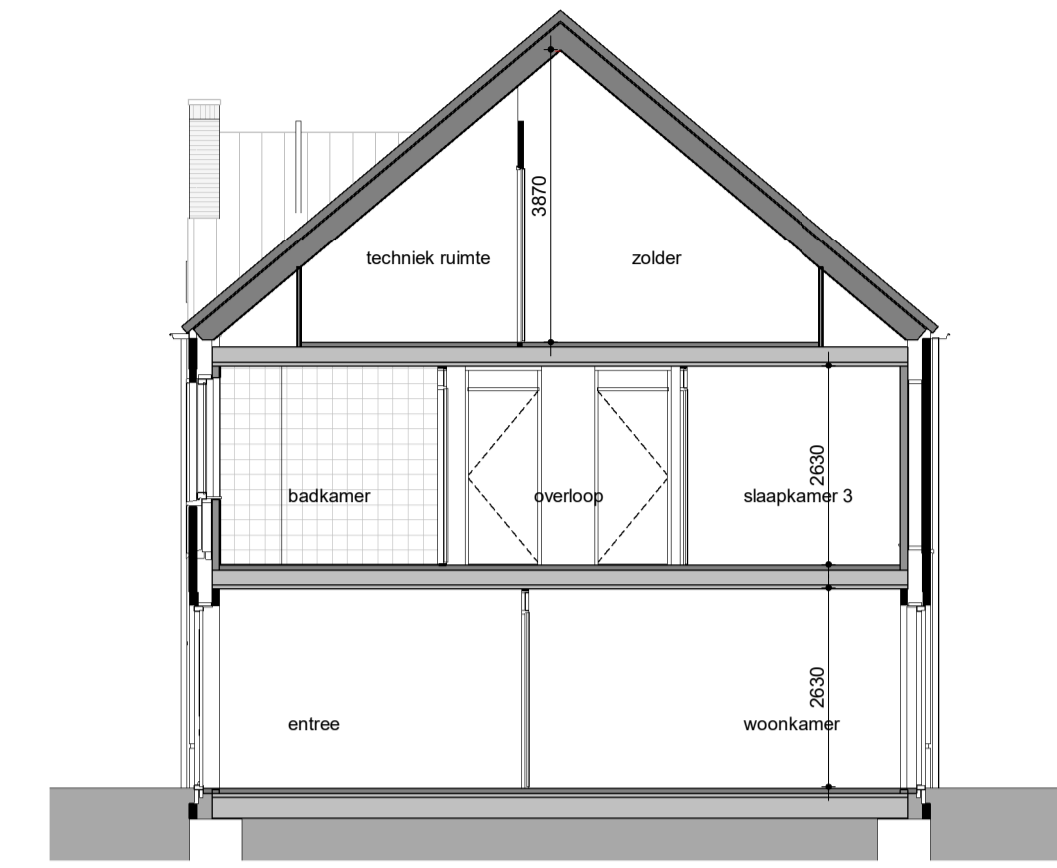 3870
techniek ruimte
zolder
2630
badkamer
overloop
slaapkamer 3
2630
entree
woonkamer